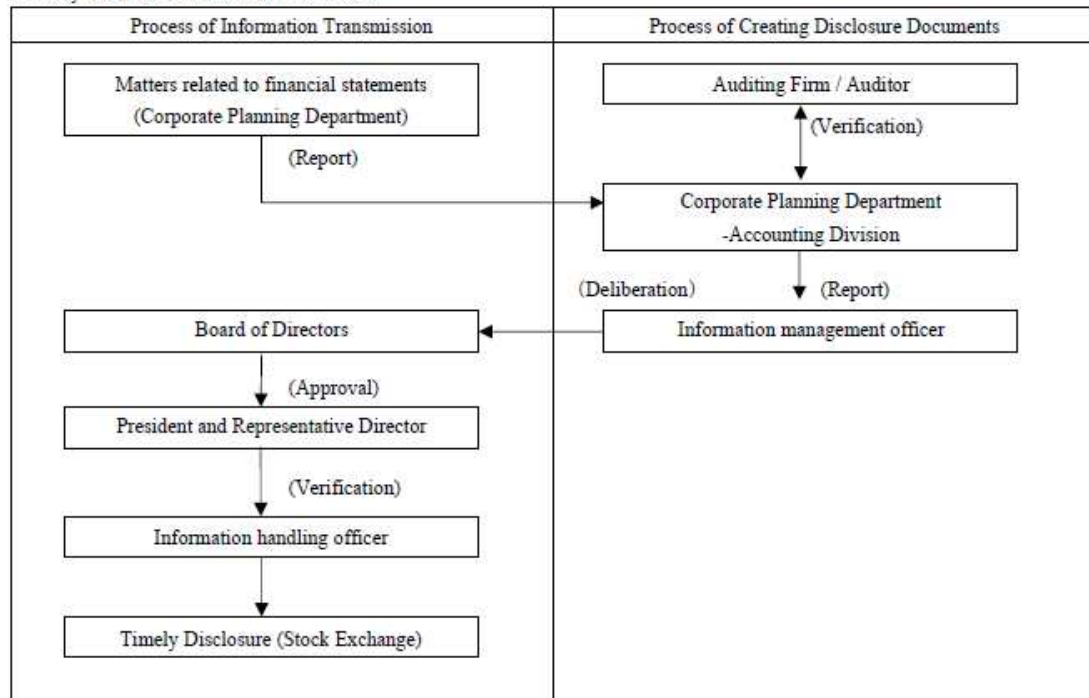 Process of Information Transmission
Process of Creating Disclosure Documents
Matters related to financial statements
(Corporate Planning Department)
Auditing Firm / Auditor
(Verification)
(Report)
Corporate Planning Department
-Accounting Division
(Deliberation)
(Report)
Board of Directors
Information management officer
(Approval)
President and Representative Director
(Verification)
Information handling officer
Timely Disclosure (Stock Exchange)